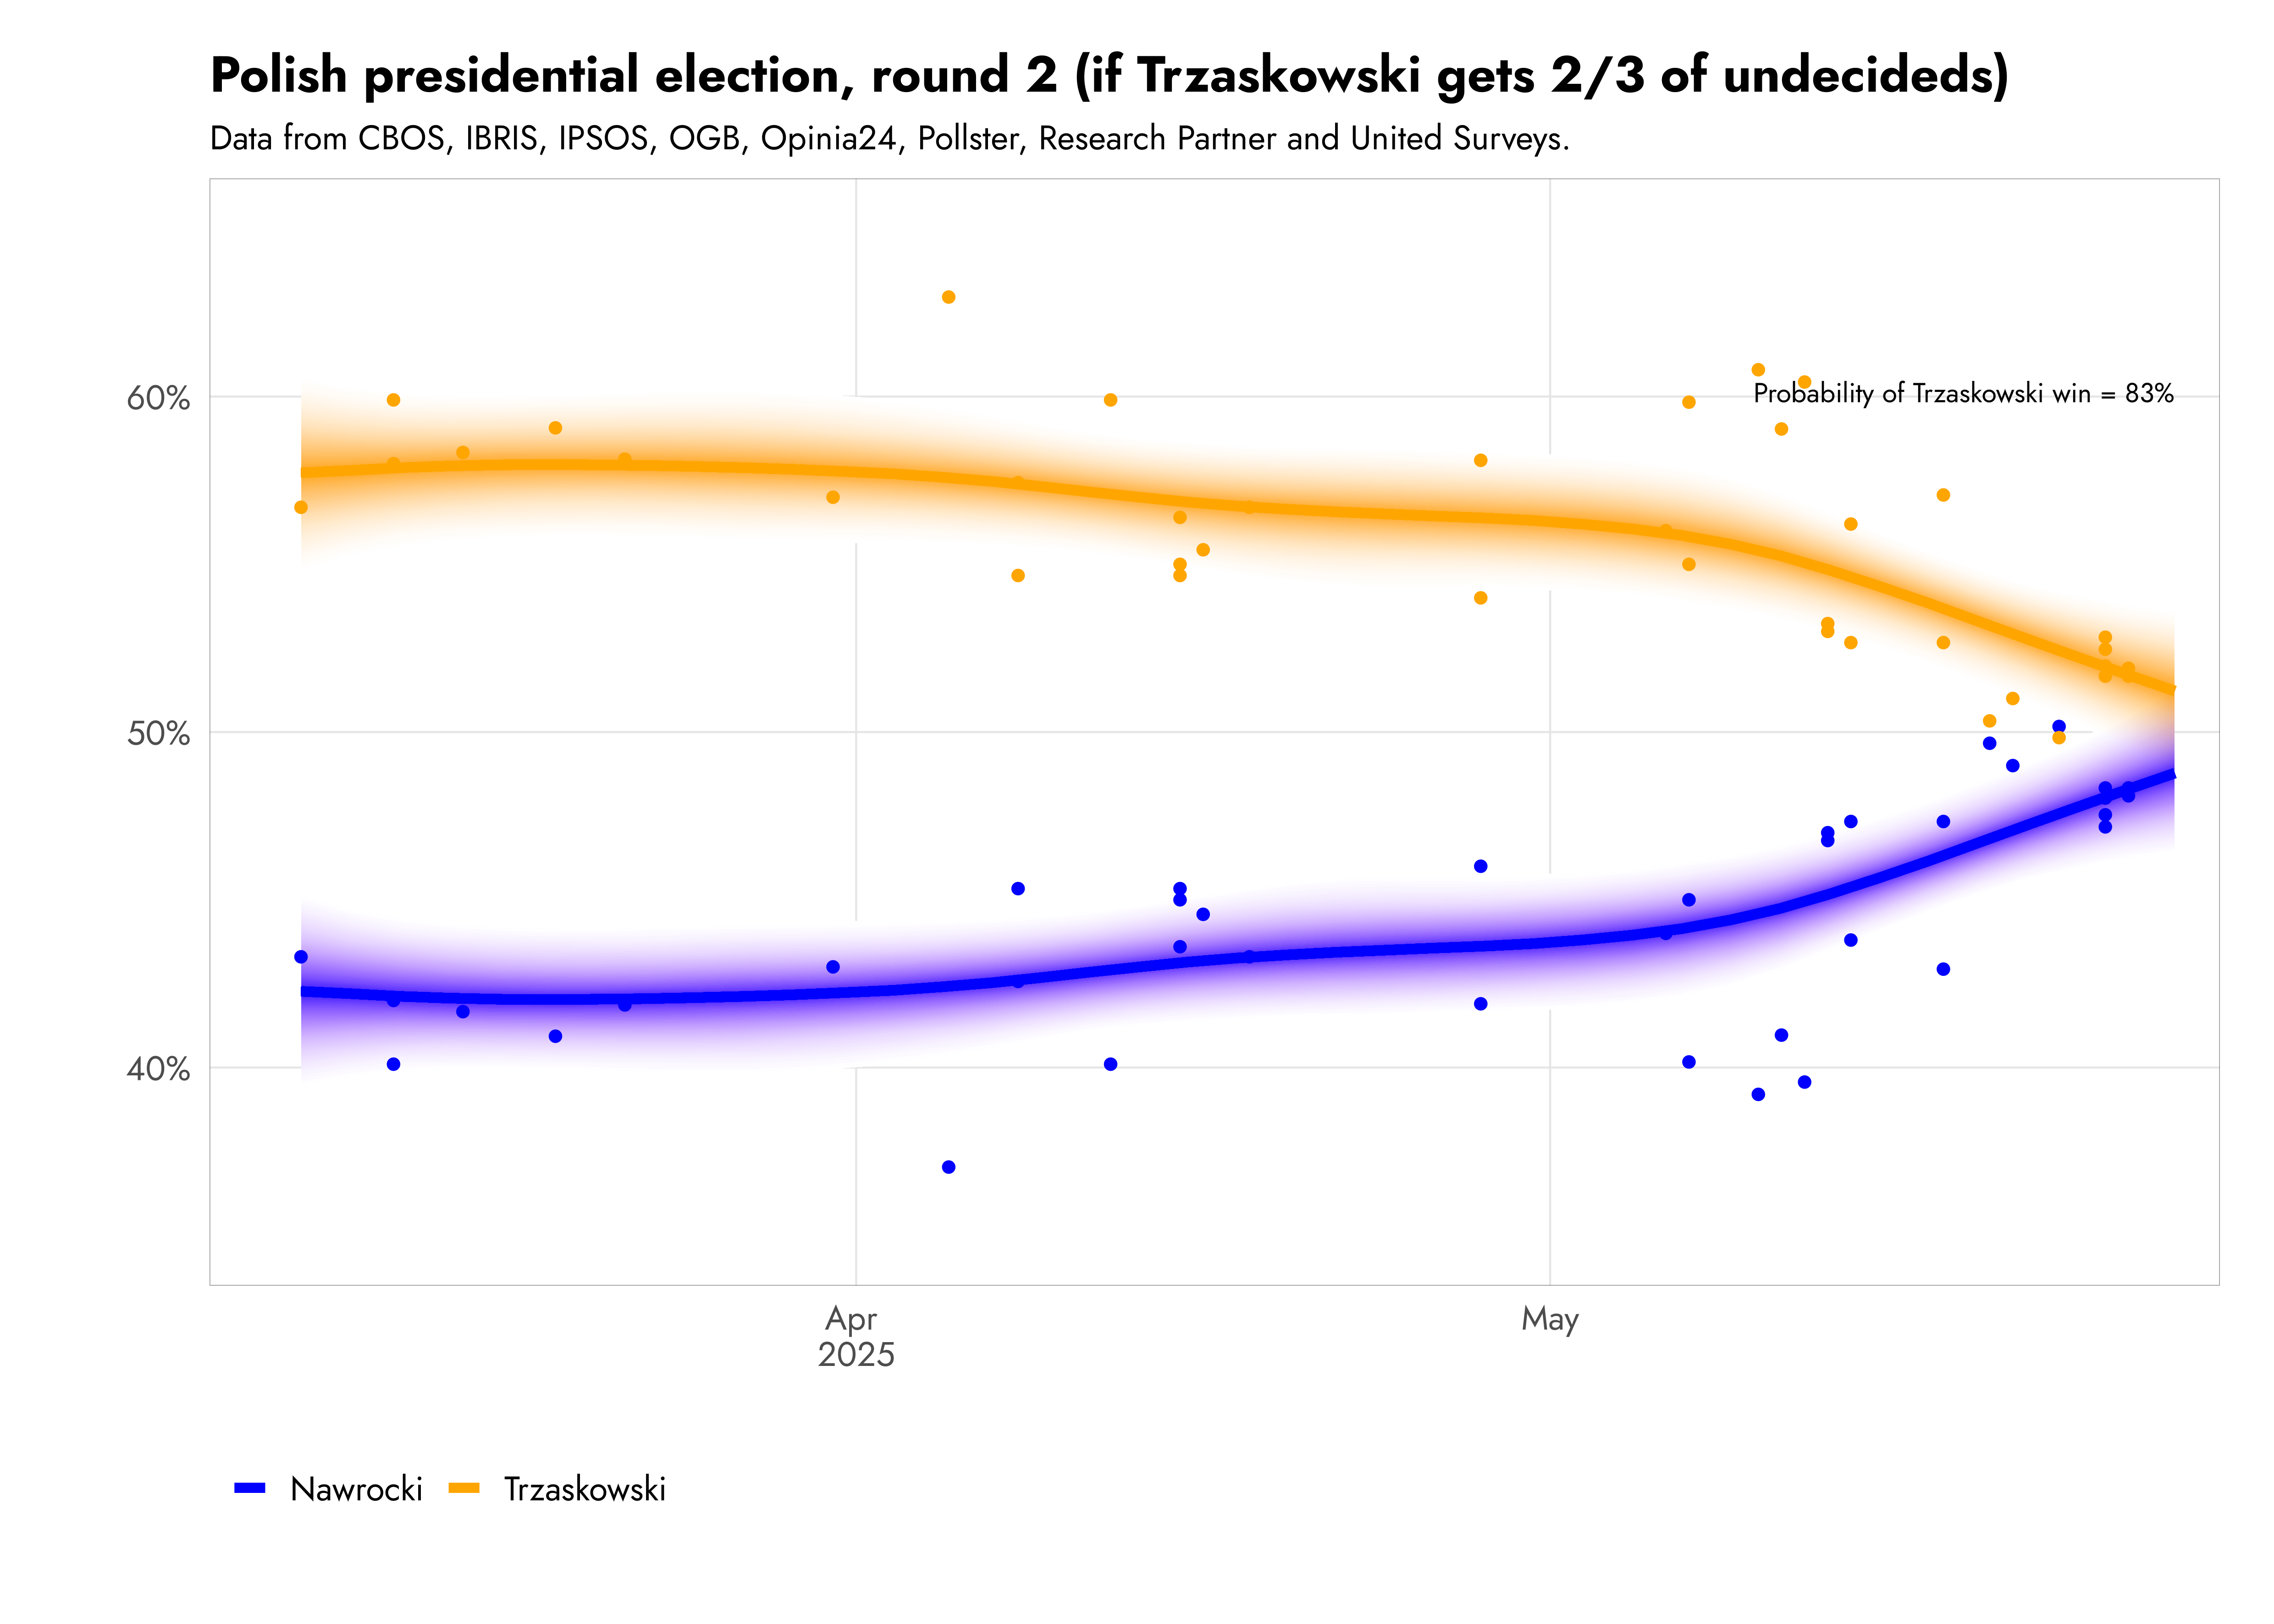 Polish presidential election, round 2 (if Trzaskowski gets 2/3 of undecideds)
Data from CBOS, IBRIS, IPSOS, OGB, Opinia24, Pollster, Research Partner and United Surveys.
60%
Probability of Trzaskowski win = 83%
50%
40%
Apr
2025
May
Nawrocki
Trzaskowski